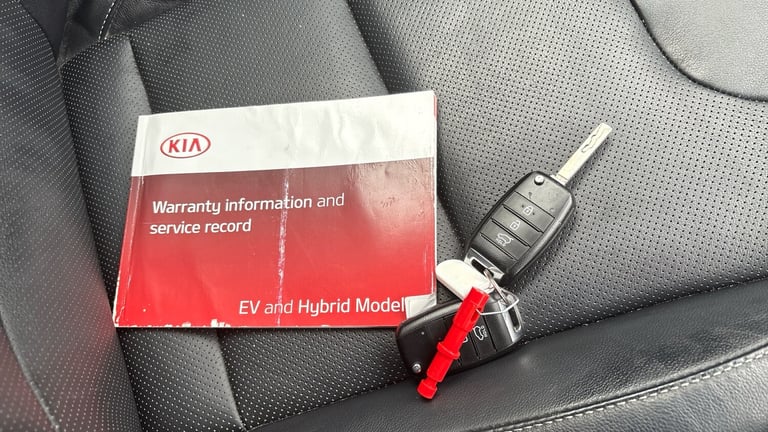 KIA
Warranty information and
service record
EV and Hybrid Model